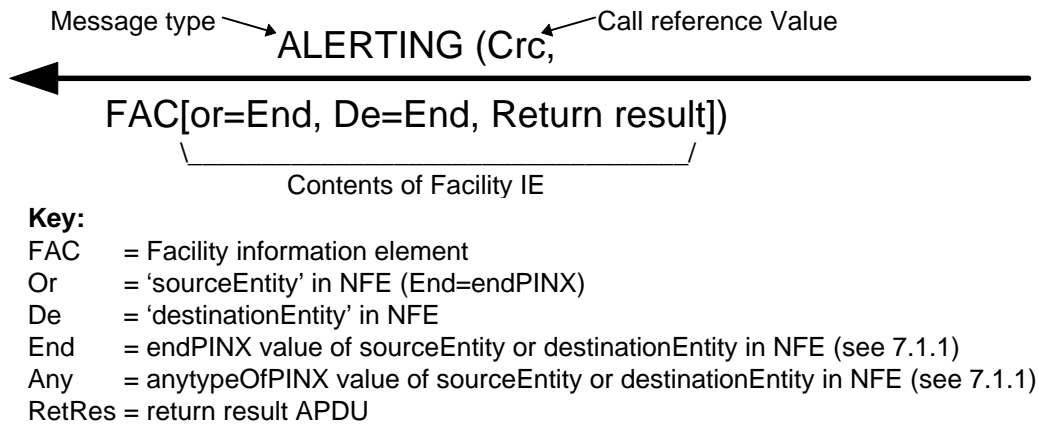 Message type Call reference Value
ALERTING (Crc,
FAC[or=End, De=End, Return result])
\_________________________________/
Contents of Facility IE
Key:
FAC = Facility information element
Or = ‘sourceEntity’ in NFE (End=endPINX)
De = ‘destinationEntity’ in NFE
End = endPINX value of sourceEntity or destinationEntity in NFE (see 7.1.1)
Any = anytypeOfPINX value of sourceEntity or destinationEntity in NFE (see 7.1.1)
RetRes = return result APDU